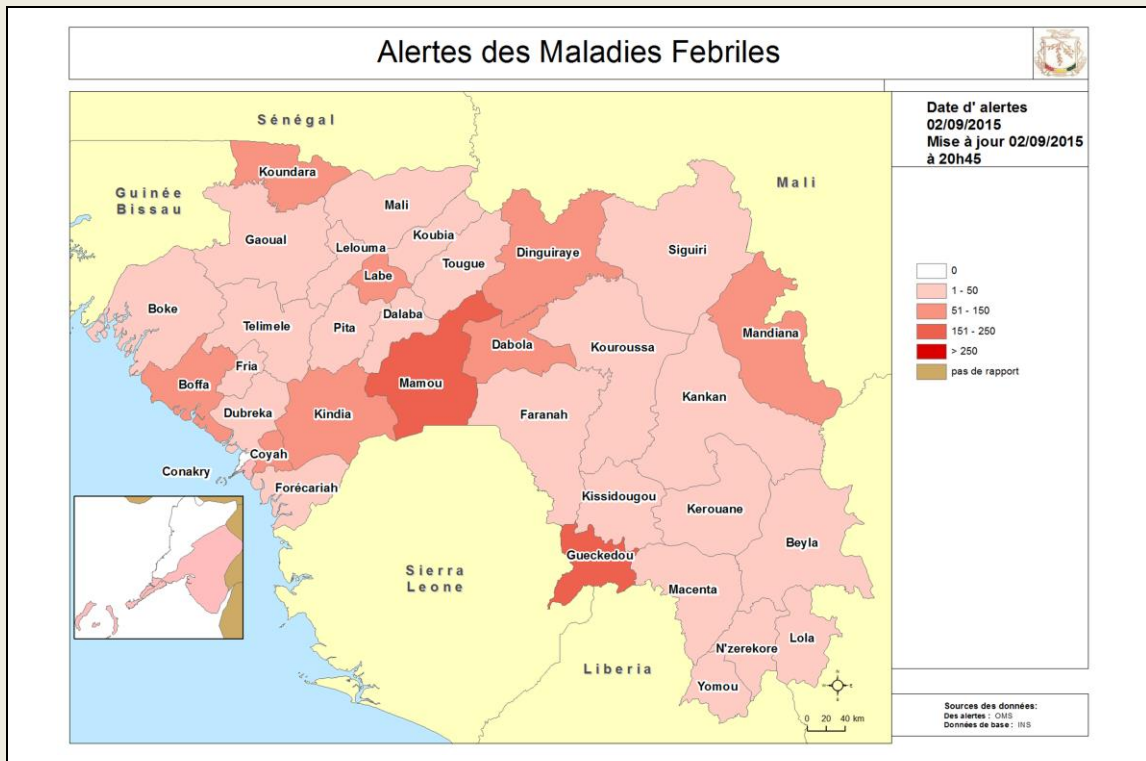 Alertes des Maladies Febriles
Date d' alertes
02/09/2015
Mise à jour 02/09/2015
à 20h45
Sénégal
Guinée
Bissau
Mali
Koundara
Mali
Gaoual
Koubia
Lelouma
Dinguiraye
Siguiri
Tougue
Labe
Boke
Dalaba
Telimele
Pita
Mandiana
Dabola
Kouroussa
Fria
Boffa
Mamou
Kankan
Dubreka
Kindia
Faranah
Coyah
Conakry
Forécariah
Kissidougou
Kerouane
Beyla
Gueckedou
Sierra
Leone
Macenta
Lola
N'zerekore
Liberia
Yomou
0 20 40 km
0
1 - 50
51 - 150
151 - 250
> 250
pas de rapport
Sources des données:
Des alertes : OMS
Données de base : INS